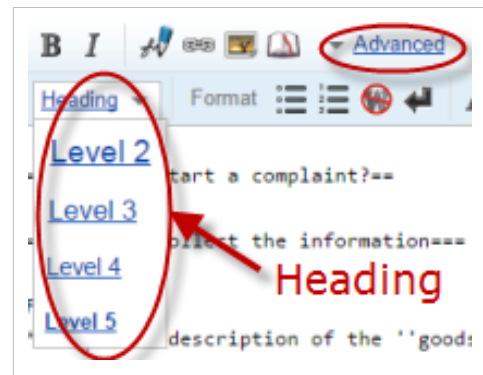 B I Advanced
Heading Format
Level 2
tart a complaint?==
Level 3
ollect the information===
Level 4
Heading
Level 5
description of the ''goods